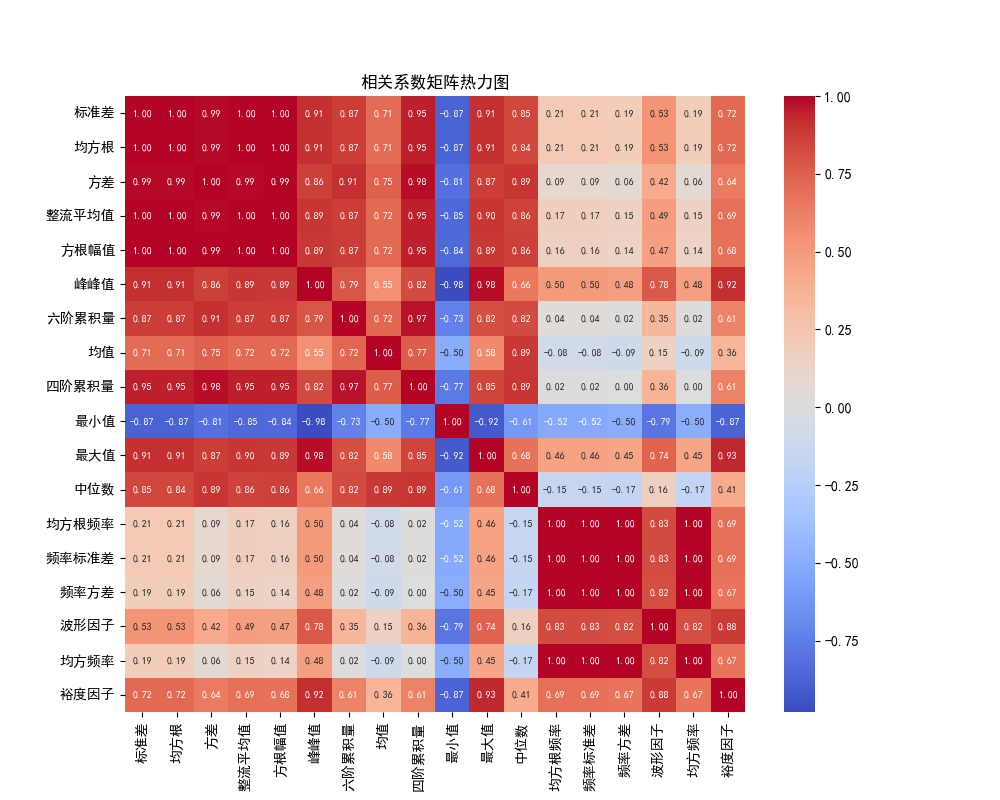 相关系数矩阵热力图
标准差 1.00 1.00 0.99 1.00 1.00 0.91 0.87 0.71 0.95 -0.87 0.91 0.85 0.21 0.21 0.19 0.53 0.19 0.72
均方根 1.00 1.00 0.99 1.00 1.00 0.91 0.87 0.71 0.95 -0.87 0.91 0.84 0.21 0.21 0.19 0.53 0.19 0.72
方差 0.99 0.99 1.00 0.99 0.99 0.86 0.91 0.75 0.98 -0.81 0.87 0.89 0.09 0.09 0.06 0.42 0.06 0.64
整流平均值 1.00 1.00 0.99 1.00 1.00 0.89 0.87 0.72 0.95 -0.85 0.90 0.86 0.17 0.17 0.15 0.49 0.15 0.69
方根幅值 1.00 1.00 0.99 1.00 1.00 0.89 0.87 0.72 0.95 -0.84 0.89 0.86 0.16 0.16 0.14 0.47 0.14 0.68
峰峰值 0.91 0.91 0.86 0.89 0.89 1.00 0.79 0.55 0.82 -0.98 0.98 0.66 0.50 0.50 0.48 0.78 0.48 0.92
六阶累积量 0.87 0.87 0.91 0.87 0.87 0.79 1.00 0.72 0.97 -0.73 0.82 0.82 0.04 0.04 0.02 0.35 0.02 0.61
均值 0.71 0.71 0.75 0.72 0.72 0.55 0.72 1.00 0.77 -0.50 0.58 0.89 -0.08 -0.08 -0.09 0.15 -0.09 0.36
四阶累积量 0.95 0.95 0.98 0.95 0.95 0.82 0.97 0.77 1.00 -0.77 0.85 0.89 0.02 0.02 0.00 0.36 0.00 0.61
最小值 -0.87 -0.87 -0.81 -0.85 -0.84 -0.98 -0.73 -0.50 -0.77 1.00 -0.92 -0.61 -0.52 -0.52 -0.50 -0.79 -0.50 -0.87
最大值 0.91 0.91 0.87 0.90 0.89 0.98 0.82 0.58 0.85 -0.92 1.00 0.68 0.46 0.46 0.45 0.74 0.45 0.93
中位数 0.85 0.84 0.89 0.86 0.86 0.66 0.82 0.89 0.89 -0.61 0.68 1.00 -0.15 -0.15 -0.17 0.16 -0.17 0.41
均方根频率 0.21 0.21 0.09 0.17 0.16 0.50 0.04 -0.08 0.02 -0.52 0.46 -0.15 1.00 1.00 1.00 0.83 1.00 0.69
频率标准差 0.21 0.21 0.09 0.17 0.16 0.50 0.04 -0.08 0.02 -0.52 0.46 -0.15 1.00 1.00 1.00 0.83 1.00 0.69
频率方差 0.19 0.19 0.06 0.15 0.14 0.48 0.02 -0.09 0.00 -0.50 0.45 -0.17 1.00 1.00 1.00 0.82 1.00 0.67
波形因子 0.53 0.53 0.42 0.49 0.47 0.78 0.35 0.15 0.36 -0.79 0.74 0.16 0.83 0.83 0.82 1.00 0.82 0.88
均方频率 0.19 0.19 0.06 0.15 0.14 0.48 0.02 -0.09 0.00 -0.50 0.45 -0.17 1.00 1.00 1.00 0.82 1.00 0.67
裕度因子 0.72 0.72 0.64 0.69 0.68 0.92 0.61 0.36 0.61 -0.87 0.93 0.41 0.69 0.69 0.67 0.88 0.67 1.00
标准差 均方根 方差 整流平均值 方根幅值 峰峰值 六阶累积量 均值 四阶累积量 最小值 最大值 中位数 均方根频率 频率标准差 频率方差 波形因子 均方频率 裕度因子
1.00
0.75
0.50
0.25
0.00
-0.25
-0.50
-0.75